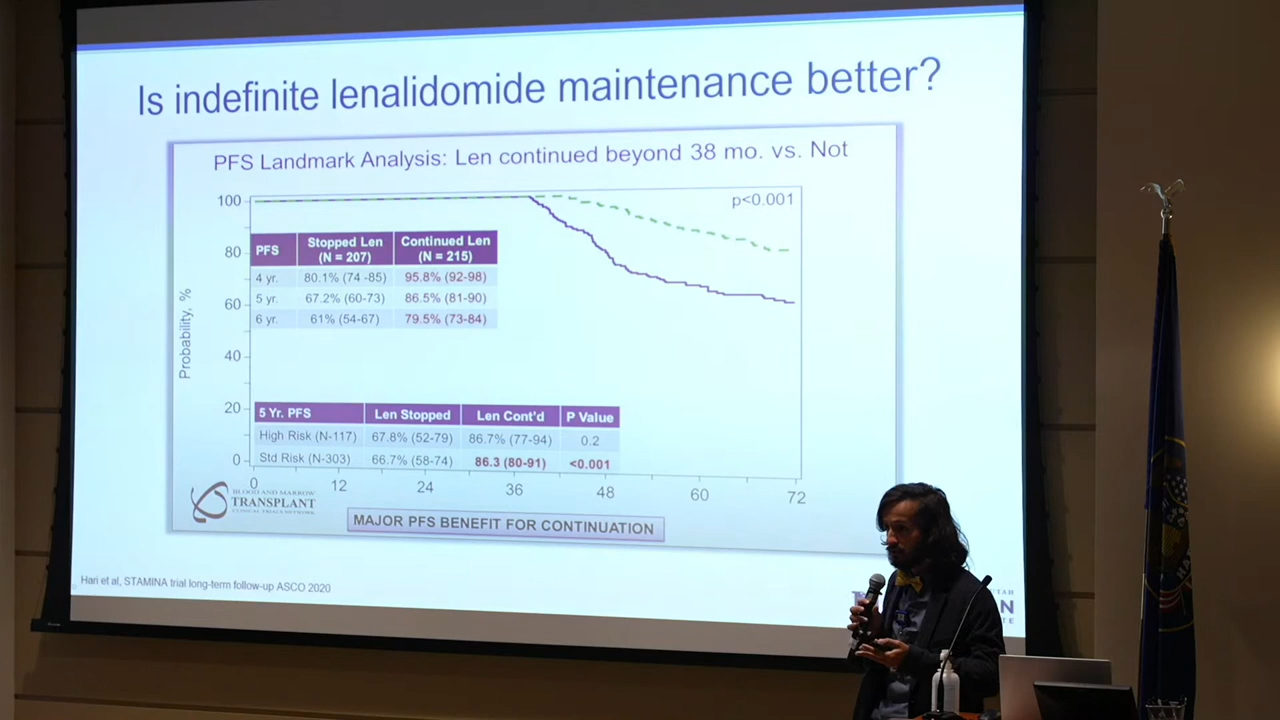 Is indefinite lenalidomide maintenance better?
PFS Landmark Analysis: Len continued beyond 38 mo. vs. Not
p<0.001
100
80
60
40
20
0
Probability, %
PFS Stopped Len (N = 207) Continued Len (N = 215)
4 yr. 80.1% (74 -85) 95.8% (92-98)
5 yr. 67.2% (60-73) 86.5% (81-90)
6 yr. 61% (54-67) 79.5% (73-84)
5 Yr. PFS Len Stopped Len Cont'd P Value
High Risk (N-117) 67.8% (52-79) 86.7% (77-94) 0.2
Std Risk (N-303) 66.7% (58-74) 86.3 (80-91) <0.001
0 12 24 36 48 60 72
BLOOD AND MARROW
TRANSPLANT
CLINICAL TRIALS NETWORK
MAJOR PFS BENEFIT FOR CONTINUATION
Hari et al, STAMINA trial long-term follow-up ASCO 2020